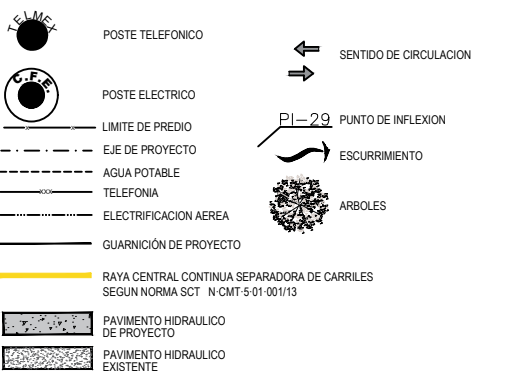 TELMEX
POSTE TELEFONICO
C.F.E.
POSTE ELECTRICO
LIMITE DE PREDIO
EJE DE PROYECTO
AGUA POTABLE
xxx
TELEFONIA
ELECTRIFICACION AEREA
GUARNICIÓN DE PROYECTO
RAYA CENTRAL CONTINUA SEPARADORA DE CARRILES
SEGUN NORMA SCT N·CMT·5·01·001/13
PAVIMENTO HIDRAULICO
DE PROYECTO
PAVIMENTO HIDRAULICO
EXISTENTE
SENTIDO DE CIRCULACION
PI-29 PUNTO DE INFLEXION
ESCURRIMIENTO
ARBOLES